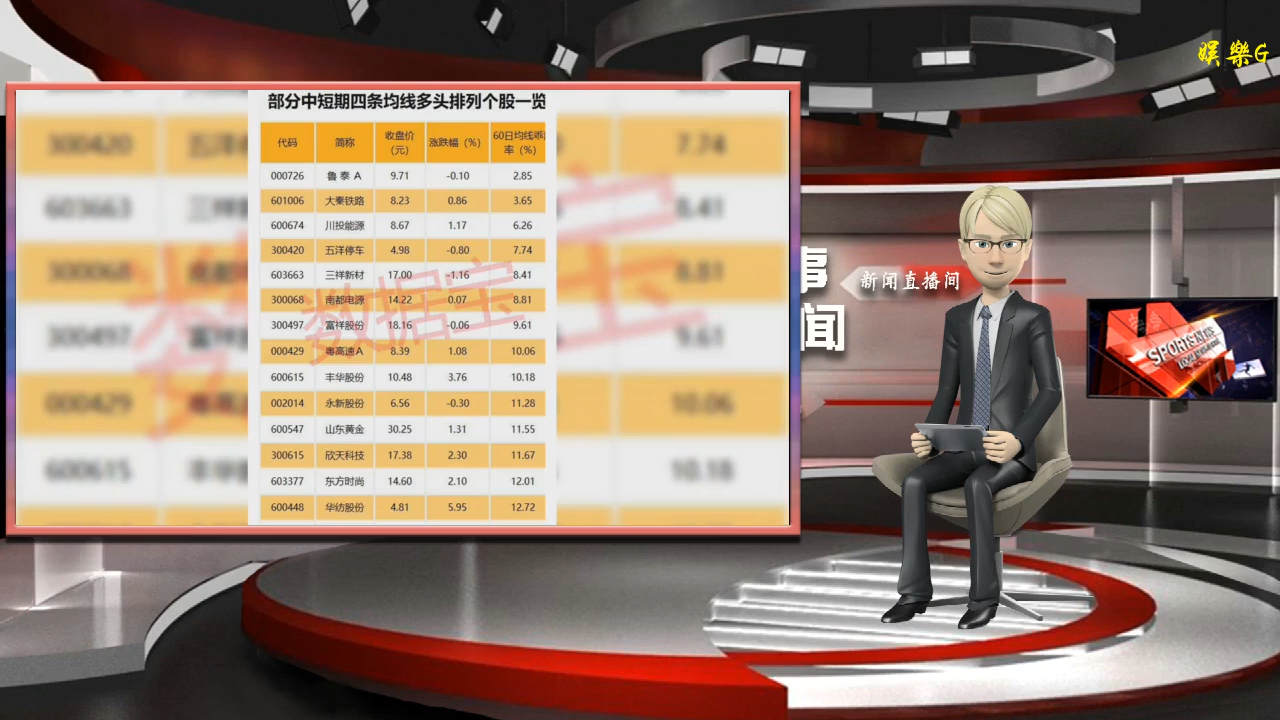 娱樂G
部分中短期四条均线多头排列个股一览
代码 简称 收盘价(元) 涨跌幅(%) 60日均线乖率(%)
000726 鲁泰A 9.71 -0.10 2.85
601006 大秦铁路 8.23 0.86 3.65
600674 川投能源 8.67 1.17 6.26
300420 五洋停车 4.98 -0.80 7.74
603663 三祥新材 17.00 -1.16 8.41
300068 南都电源 14.22 0.07 8.81
300497 富祥股份 18.16 -0.06 9.61
000429 粤高速A 8.39 1.08 10.06
600615 丰华股份 10.48 3.76 10.18
002014 永新股份 6.56 -0.30 11.28
600547 山东黄金 30.25 1.31 11.55
300615 欣天科技 17.38 2.30 11.67
603377 东方时尚 14.60 2.10 12.01
600448 华纺股份 4.81 5.95 12.72
数据宝
新闻直播间
闻
SPORTS